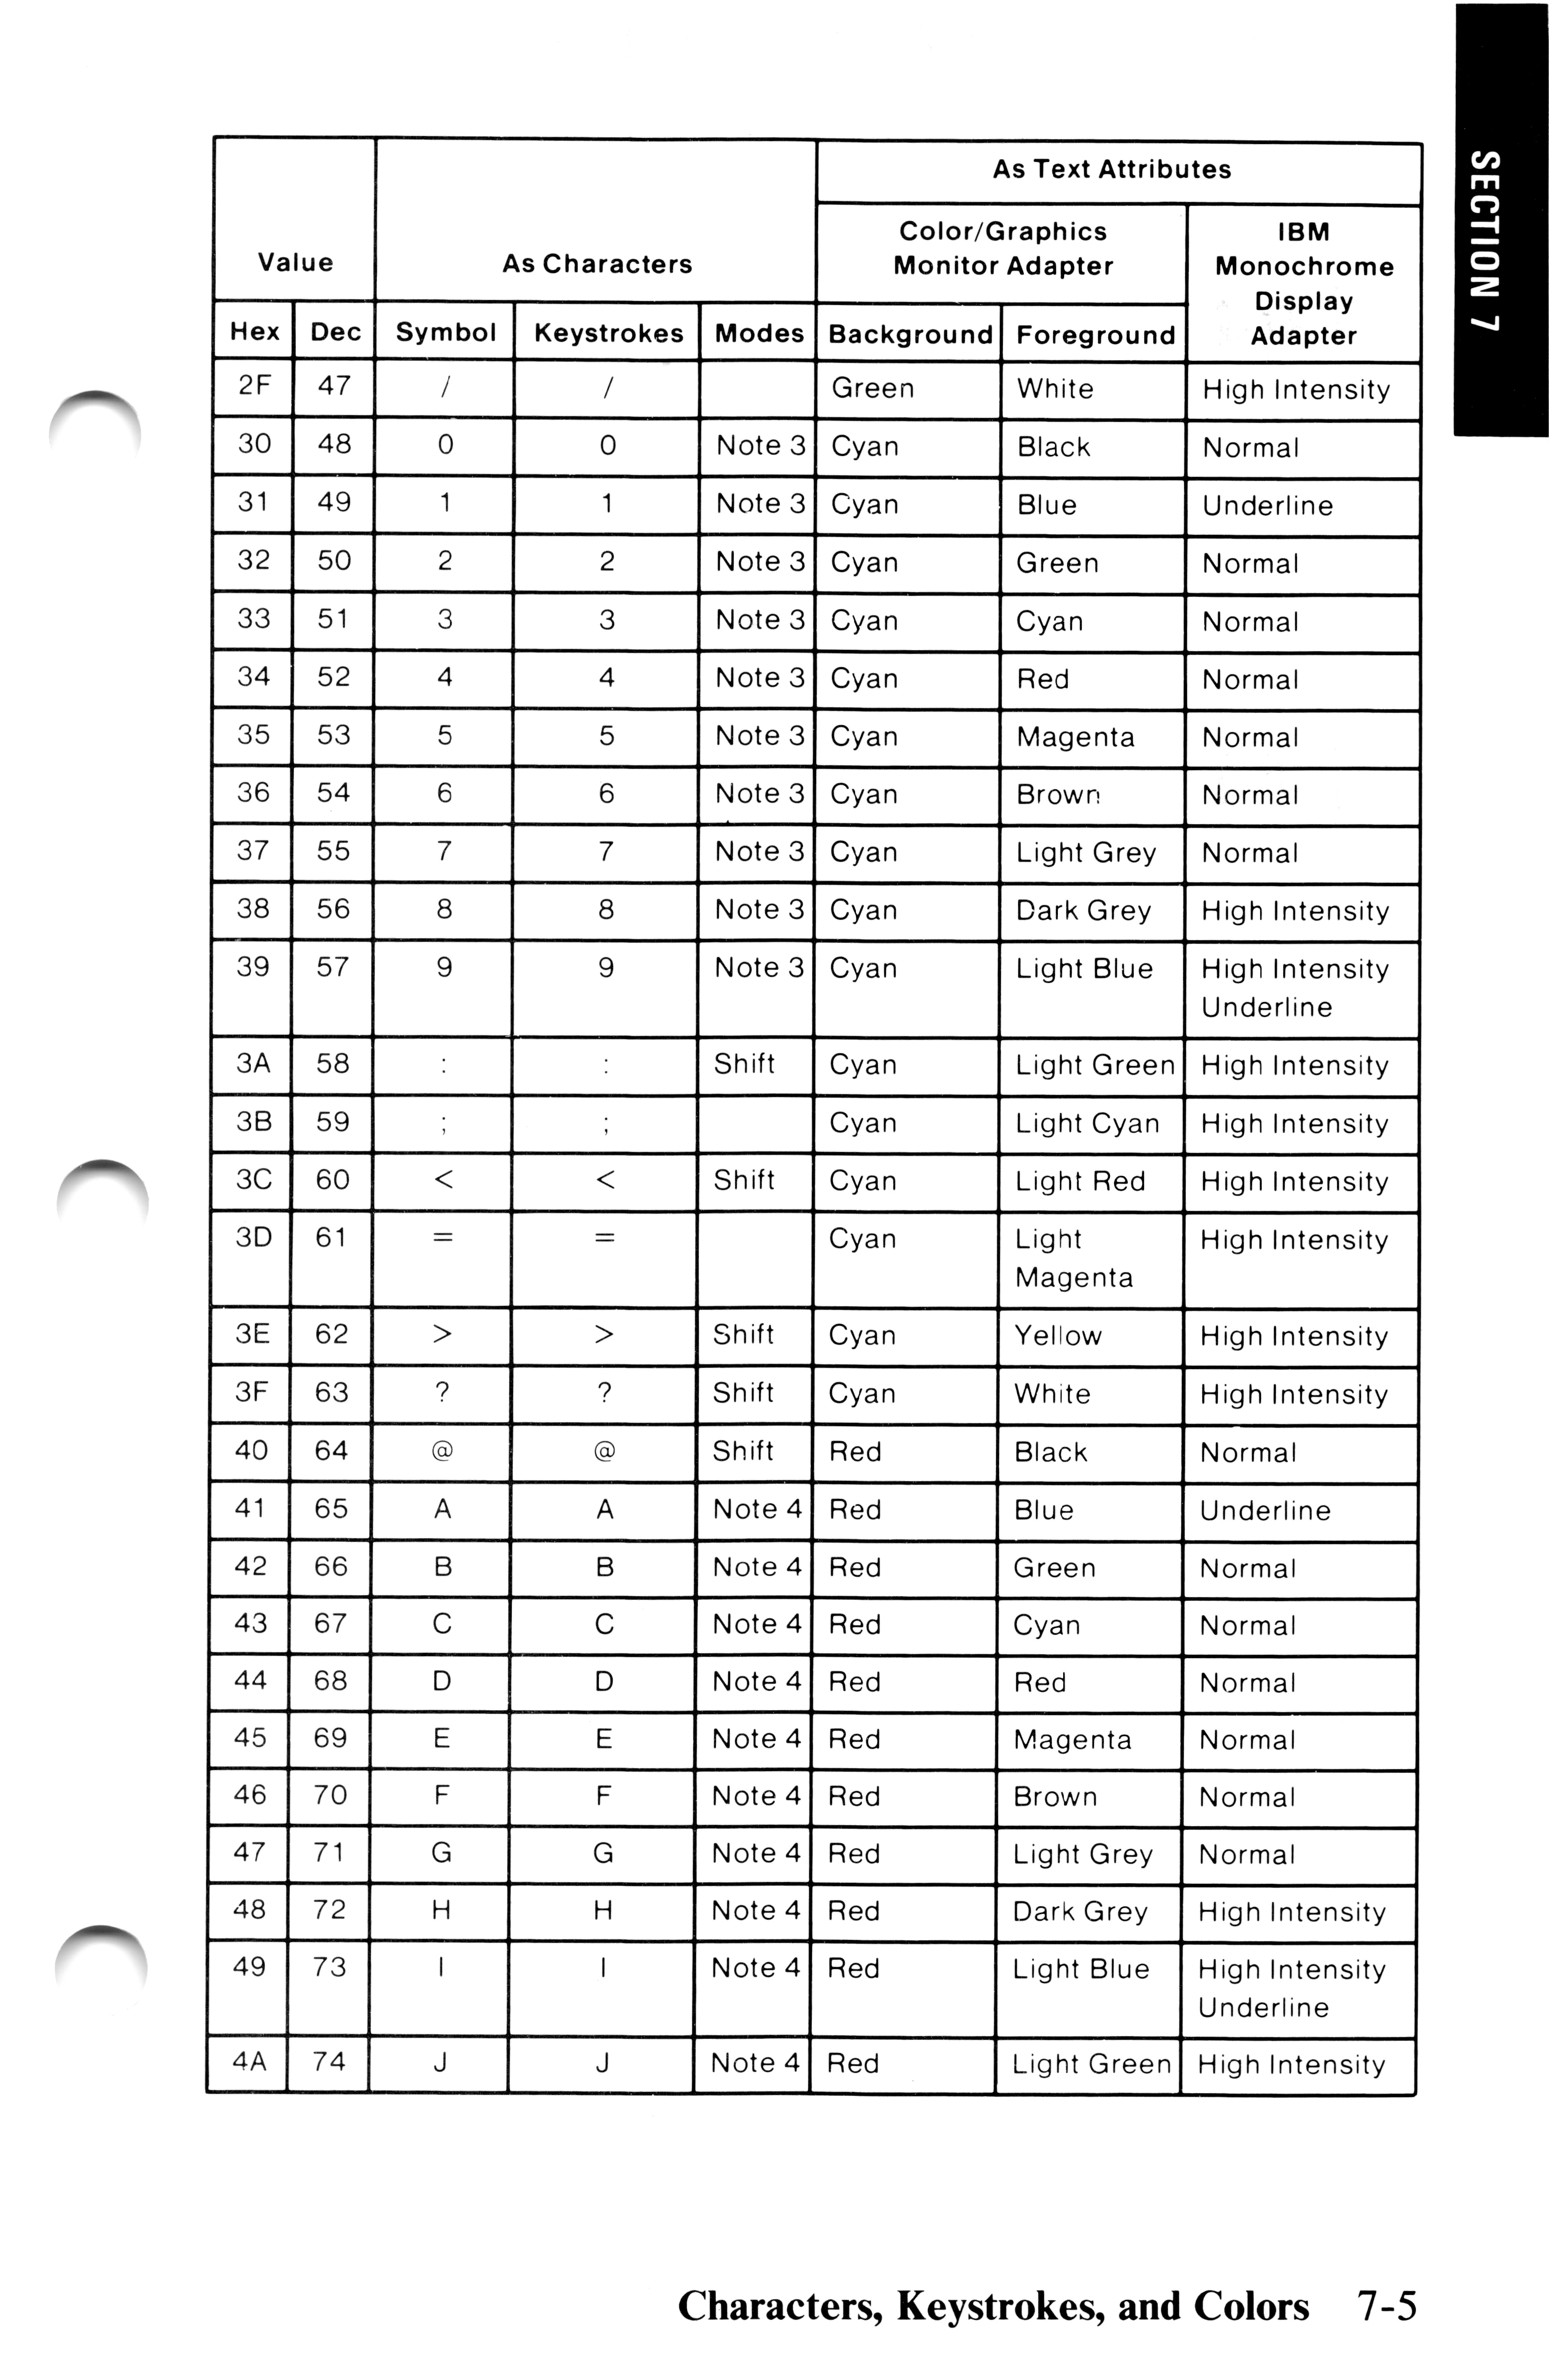 SECTION 7
As Text Attributes
Color/Graphics
Monitor Adapter
IBM
Monochrome
Display
Adapter
Value
As Characters
Hex Dec Symbol Keystrokes Modes Background Foreground
2F 47 / / Green White High Intensity
30 48 0 0 Note 3 Cyan Black Normal
31 49 1 1 Note 3 Cyan Blue Underline
32 50 2 2 Note 3 Cyan Green Normal
33 51 3 3 Note 3 Cyan Cyan Normal
34 52 4 4 Note 3 Cyan Red Normal
35 53 5 5 Note 3 Cyan Magenta Normal
36 54 6 6 Note 3 Cyan Brown Normal
37 55 7 7 Note 3 Cyan Light Grey Normal
38 56 8 8 Note 3 Cyan Dark Grey High Intensity
39 57 9 9 Note 3 Cyan Light Blue High Intensity
Underline
3A 58 : : Shift Cyan Light Green High Intensity
3B 59 ; ; Cyan Light Cyan High Intensity
3C 60 < < Shift Cyan Light Red High Intensity
3D 61 = = Cyan Light High Intensity
Magenta
3E 62 > > Shift Cyan Yellow High Intensity
3F 63 ? ? Shift Cyan White High Intensity
40 64 @ @ Shift Red Black Normal
41 65 A A Note 4 Red Blue Underline
42 66 B B Note 4 Red Green Normal
43 67 C C Note 4 Red Cyan Normal
44 68 D D Note 4 Red Red Normal
45 69 E E Note 4 Red Magenta Normal
46 70 F F Note 4 Red Brown Normal
47 71 G G Note 4 Red Light Grey Normal
48 72 H H Note 4 Red Dark Grey High Intensity
49 73 I I Note 4 Red Light Blue High Intensity
Underline
4A 74 J J Note 4 Red Light Green High Intensity
Characters, Keystrokes, and Colors 7-5